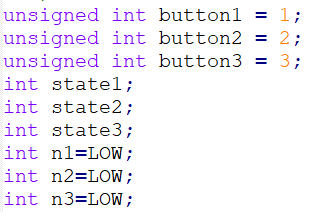 unsigned int button1 = 1;
unsigned int button2 = 2;
unsigned int button3 = 3;
int state1;
int state2;
int state3;
int n1=LOW;
int n2=LOW;
int n3=LOW;